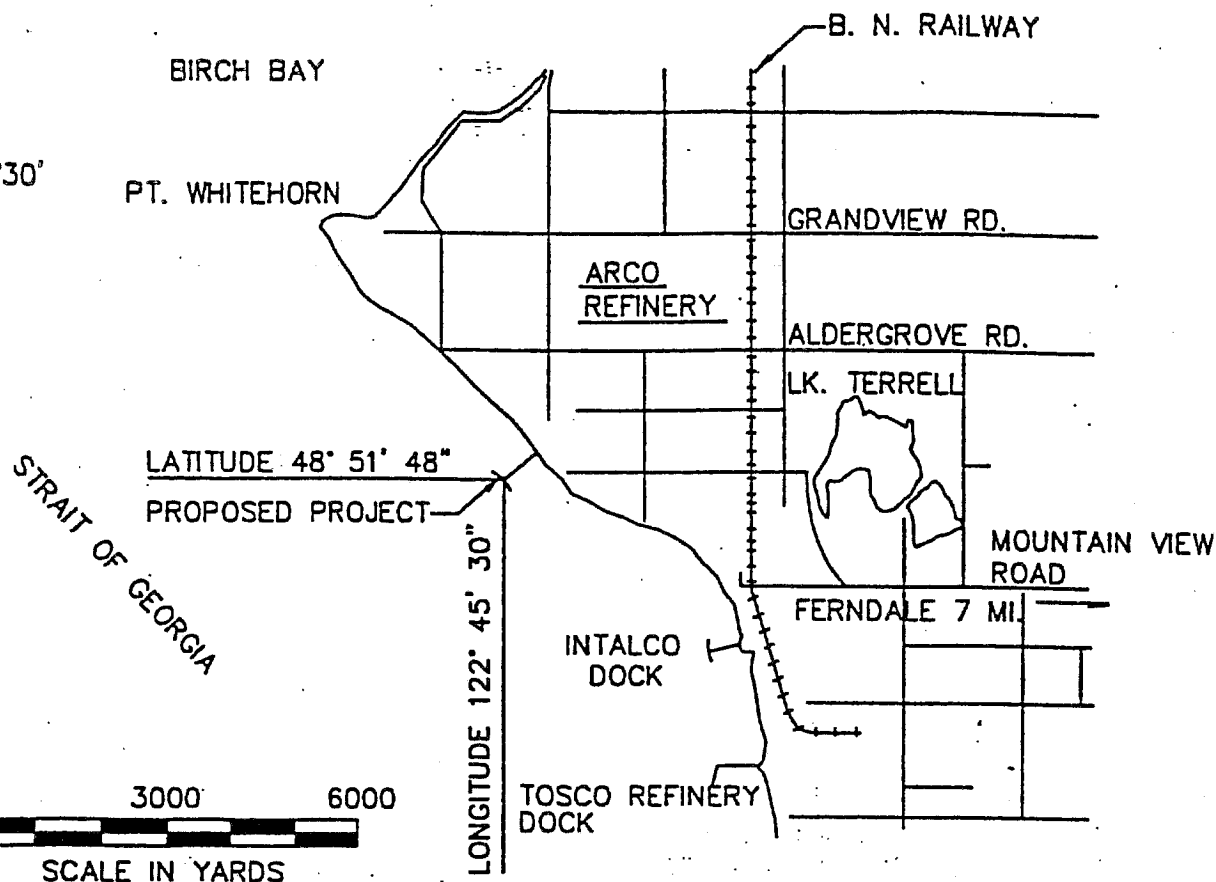 B. N. RAILWAY
BIRCH BAY
'30'
PT. WHITEHORN
GRANDVIEW RD.
ARCO
REFINERY
ALDERGROVE RD.
LK. TERRELL
LATITUDE 48° 51' 48"
PROPOSED PROJECT
STRAIT OF GEORGIA
LONGITUDE 122° 45' 30"
MOUNTAIN VIEW
ROAD
FERNDALE 7 MI.
INTALCO
DOCK
TOSCO REFINERY
DOCK
3000 6000
SCALE IN YARDS